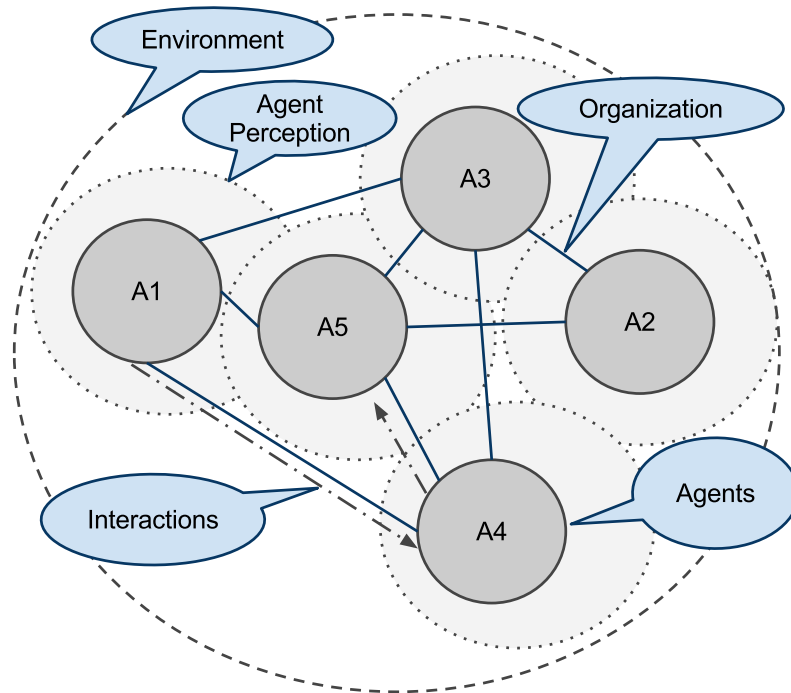 Environment
Agent
Perception
Organization
A3
A1
A5
A2
Interactions
Agents
A4